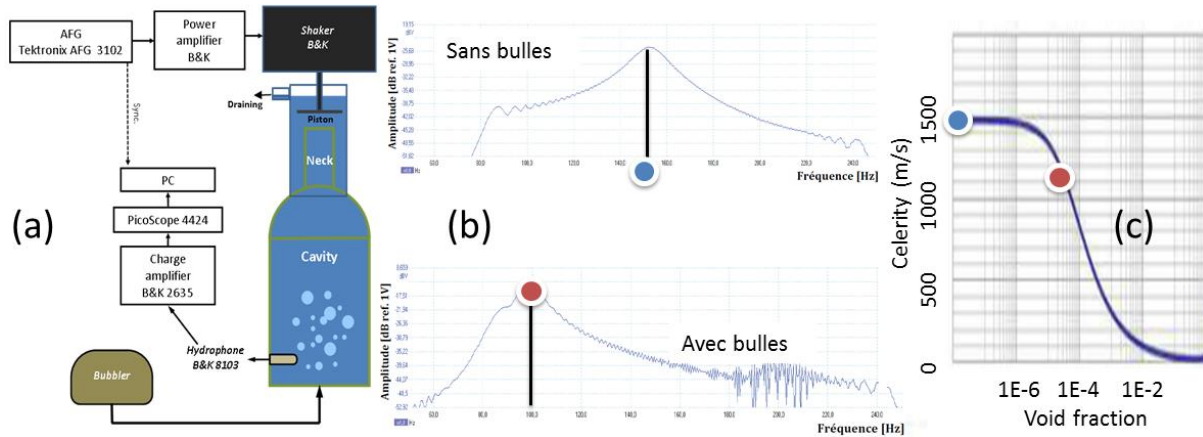 AFG
Tektronix AFG 3102
Power
amplifier
B&K
Shaker
B&K
Draining
Piston
Sync.
Neck
PC
(a)
PicoScope 4424
Cavity
Charge
amplifier
B&K 2635
Hydrophone
B&K 8103
Bubbler
Amplitude [dB ref. 1V]
Sans bulles
Fréquence [Hz]
(b)
Amplitude [dB ref. 1V]
Avec bulles
100,0
Fréquence [Hz]
(c)
Celerity (m/s)
1500
1000
500
0
1E-6 1E-4 1E-2
Void fraction